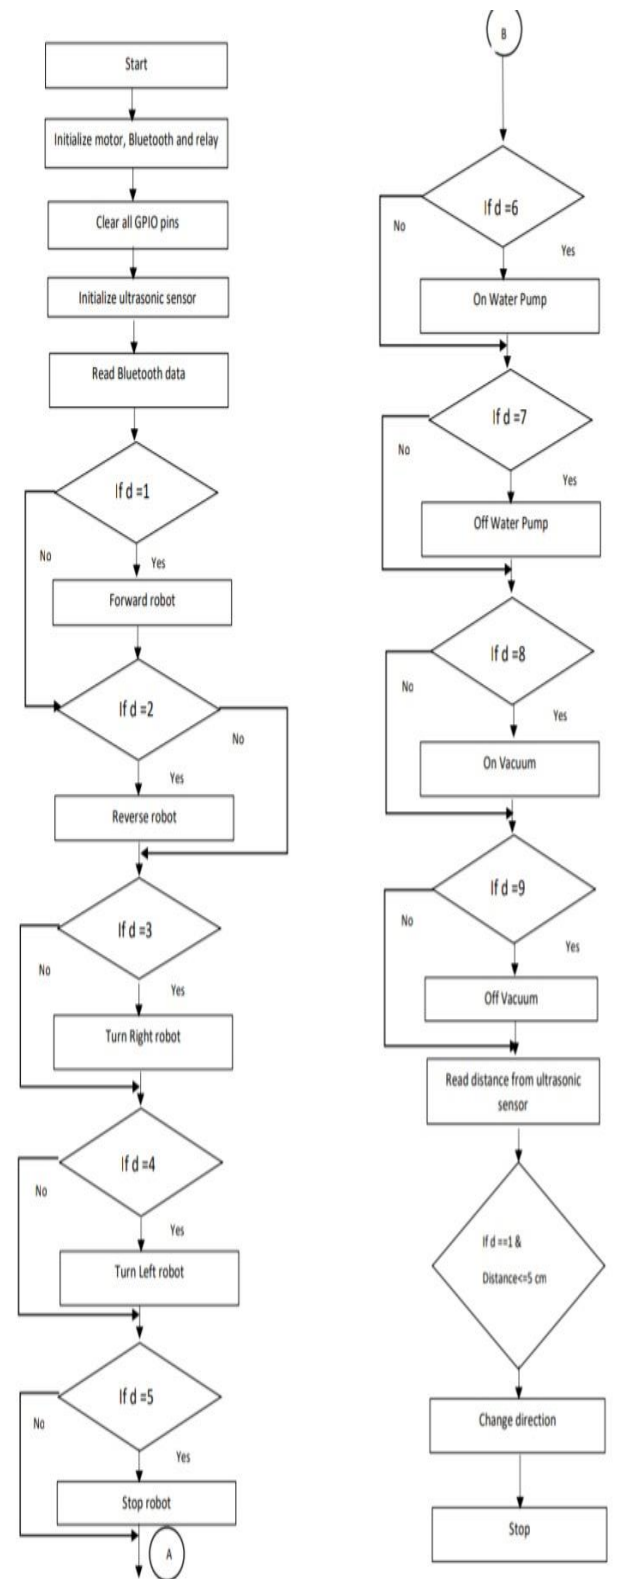 Start
Initialize motor, Bluetooth and relay
Clear all GPIO pins
Initialize ultrasonic sensor
Read Bluetooth data
If d =1
No
Yes
Forward robot
If d =2
No
Yes
Reverse robot
If d =3
No
Yes
Turn Right robot
If d =4
No
Yes
Turn Left robot
If d =5
No
Yes
Stop robot
A
B
If d =6
No
Yes
On Water Pump
If d =7
No
Yes
Off Water Pump
If d =8
No
Yes
On Vacuum
If d =9
No
Yes
Off Vacuum
Read distance from ultrasonic
sensor
If d ==1 &
Distance<=5 cm
Change direction
Stop